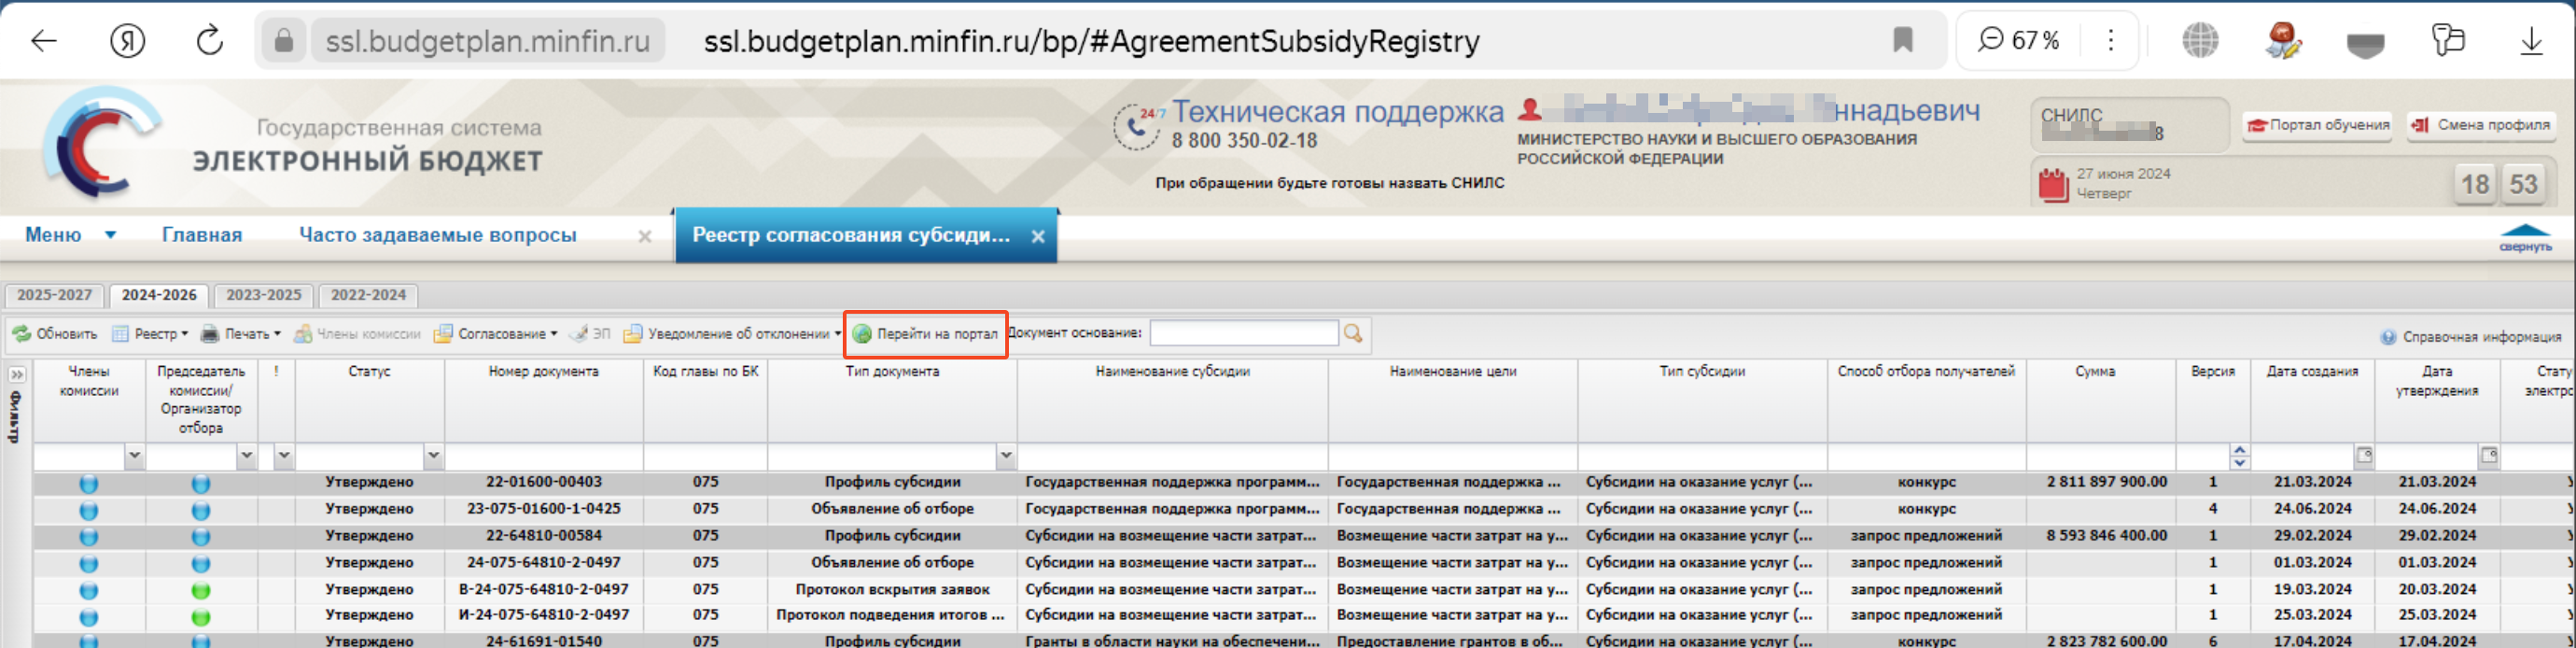 Я ssl.budgetplan.minfin.ru ssl.budgetplan.minfin.ru/bp/#AgreementSubsidyRegistry 67 %
Государственная система
ЭЛЕКТРОННЫЙ БЮДЖЕТ
24/7 Техническая поддержка
8 800 350-02-18
При обращении будьте готовы назвать СНИЛС
ннадьевич
МИНИСТЕРСТВО НАУКИ И ВЫСШЕГО ОБРАЗОВАНИЯ
РОССИЙСКОЙ ФЕДЕРАЦИИ
СНИЛС
8
Портал обучения Смена профиля
27 июня 2024
Четверг
18 53
Меню Главная Часто задаваемые вопросы Реестр согласования субсиди...
свернуть
2025-2027 2024-2026 2023-2025 2022-2024
Обновить Реестр Печать Члены комиссии Согласование ЭП Уведомление об отклонении Перейти на портал Документ основание: Справочная информация
Фильтр
Члены комиссии Председатель комиссии/ Организатор отбора ! Статус Номер документа Код главы по БК Тип документа Наименование субсидии Наименование цели Тип субсидии Способ отбора получателей Сумма Версия Дата создания Дата утверждения Стату электро
Утверждено 22-01600-00403 075 Профиль субсидии Государственная поддержка программ... Государственная поддержка ... Субсидии на оказание услуг (... конкурс 2 811 897 900.00 1 21.03.2024 21.03.2024
Утверждено 23-075-01600-1-0425 075 Объявление об отборе Государственная поддержка программ... Государственная поддержка ... Субсидии на оказание услуг (... конкурс 4 24.06.2024 24.06.2024
Утверждено 22-64810-00584 075 Профиль субсидии Субсидии на возмещение части затрат... Возмещение части затрат на у... Субсидии на оказание услуг (... запрос предложений 8 593 846 400.00 1 29.02.2024 29.02.2024
Утверждено 24-075-64810-2-0497 075 Объявление об отборе Субсидии на возмещение части затрат... Возмещение части затрат на у... Субсидии на оказание услуг (... запрос предложений 1 01.03.2024 01.03.2024
Утверждено В-24-075-64810-2-0497 075 Протокол вскрытия заявок Субсидии на возмещение части затрат... Возмещение части затрат на у... Субсидии на оказание услуг (... запрос предложений 1 19.03.2024 20.03.2024
Утверждено И-24-075-64810-2-0497 075 Протокол подведения итогов ... Субсидии на возмещение части затрат... Возмещение части затрат на у... Субсидии на оказание услуг (... запрос предложений 1 25.03.2024 25.03.2024
Утверждено 24-61691-01540 075 Профиль субсидии Гранты в области науки на обеспечени... Предоставление грантов в об... Субсидии на оказание услуг (... конкурс 2 823 782 600.00 6 17.04.2024 17.04.2024